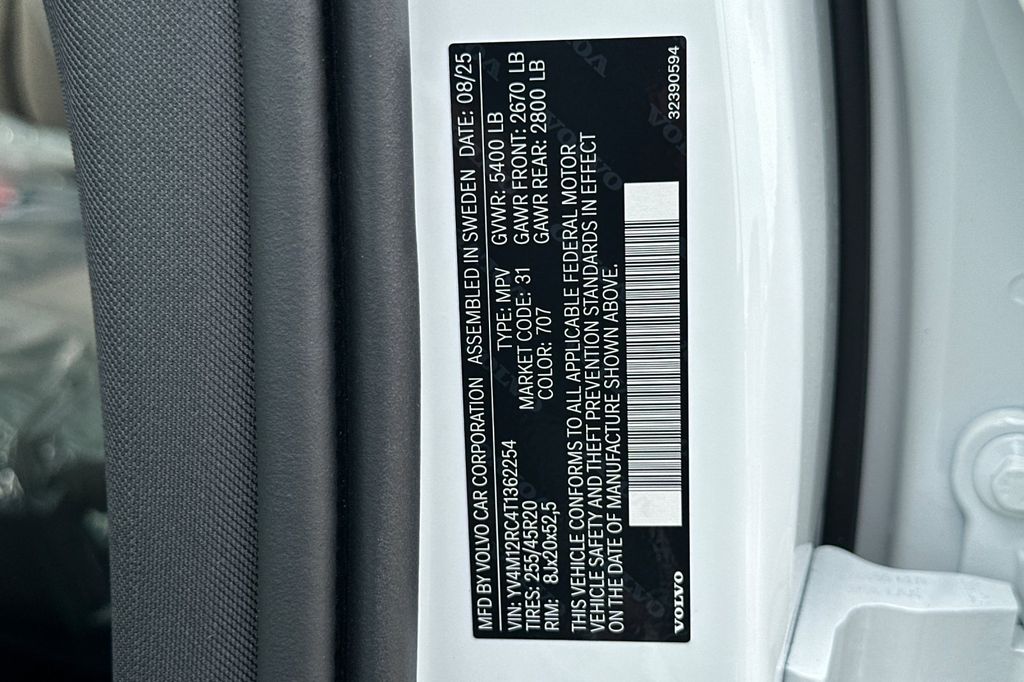 MFD BY VOLVO CAR CORPORATION ASSEMBLED IN SWEDEN DATE: 08/25
VIN: YV4M12RC4T1362254 TYPE: MPV GVWR: 5400 LB
TIRES: 255/45R20 MARKET CODE: 31 GAWR FRONT: 2670 LB
RIM: 8Jx20x52,5 COLOR: 707 GAWR REAR: 2800 LB
THIS VEHICLE CONFORMS TO ALL APPLICABLE FEDERAL MOTOR
VEHICLE SAFETY AND THEFT PREVENTION STANDARDS IN EFFECT
ON THE DATE OF MANUFACTURE SHOWN ABOVE.
VOLVO 32390594